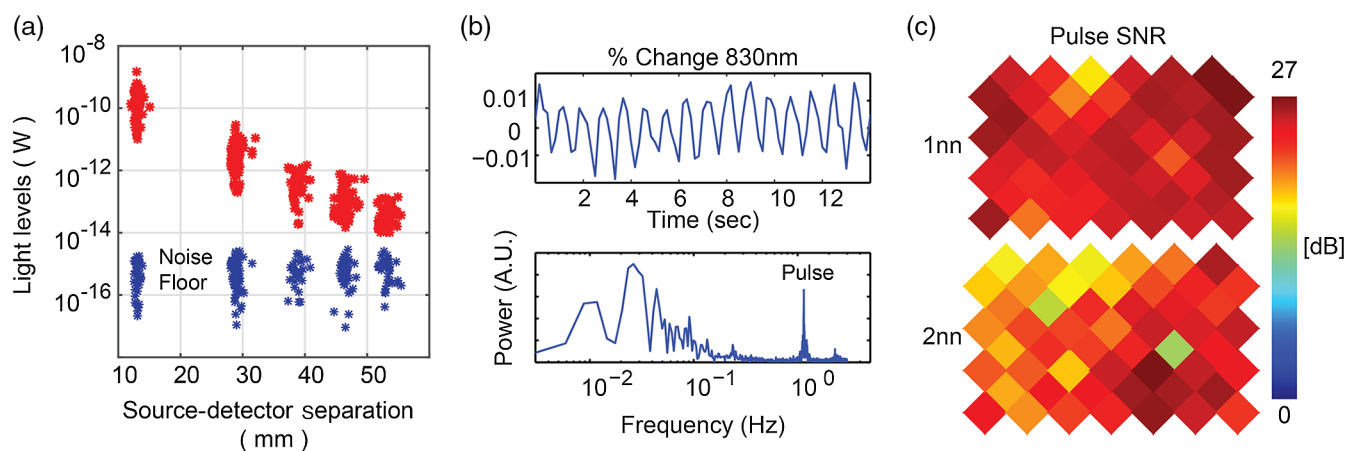 (a)
Light levels ( W )
10⁻⁸
10⁻¹⁰
10⁻¹²
10⁻¹⁴
10⁻¹⁶
Noise
Floor
10 20 30 40 50
Source-detector separation
( mm )
(b)
% Change 830nm
0.01
0
−0.01
2 4 6 8 10 12
Time (sec)
Power (A.U.)
Pulse
10⁻² 10⁻¹ 10⁰
Frequency (Hz)
(c)
Pulse SNR
1nn
2nn
27
[dB]
0